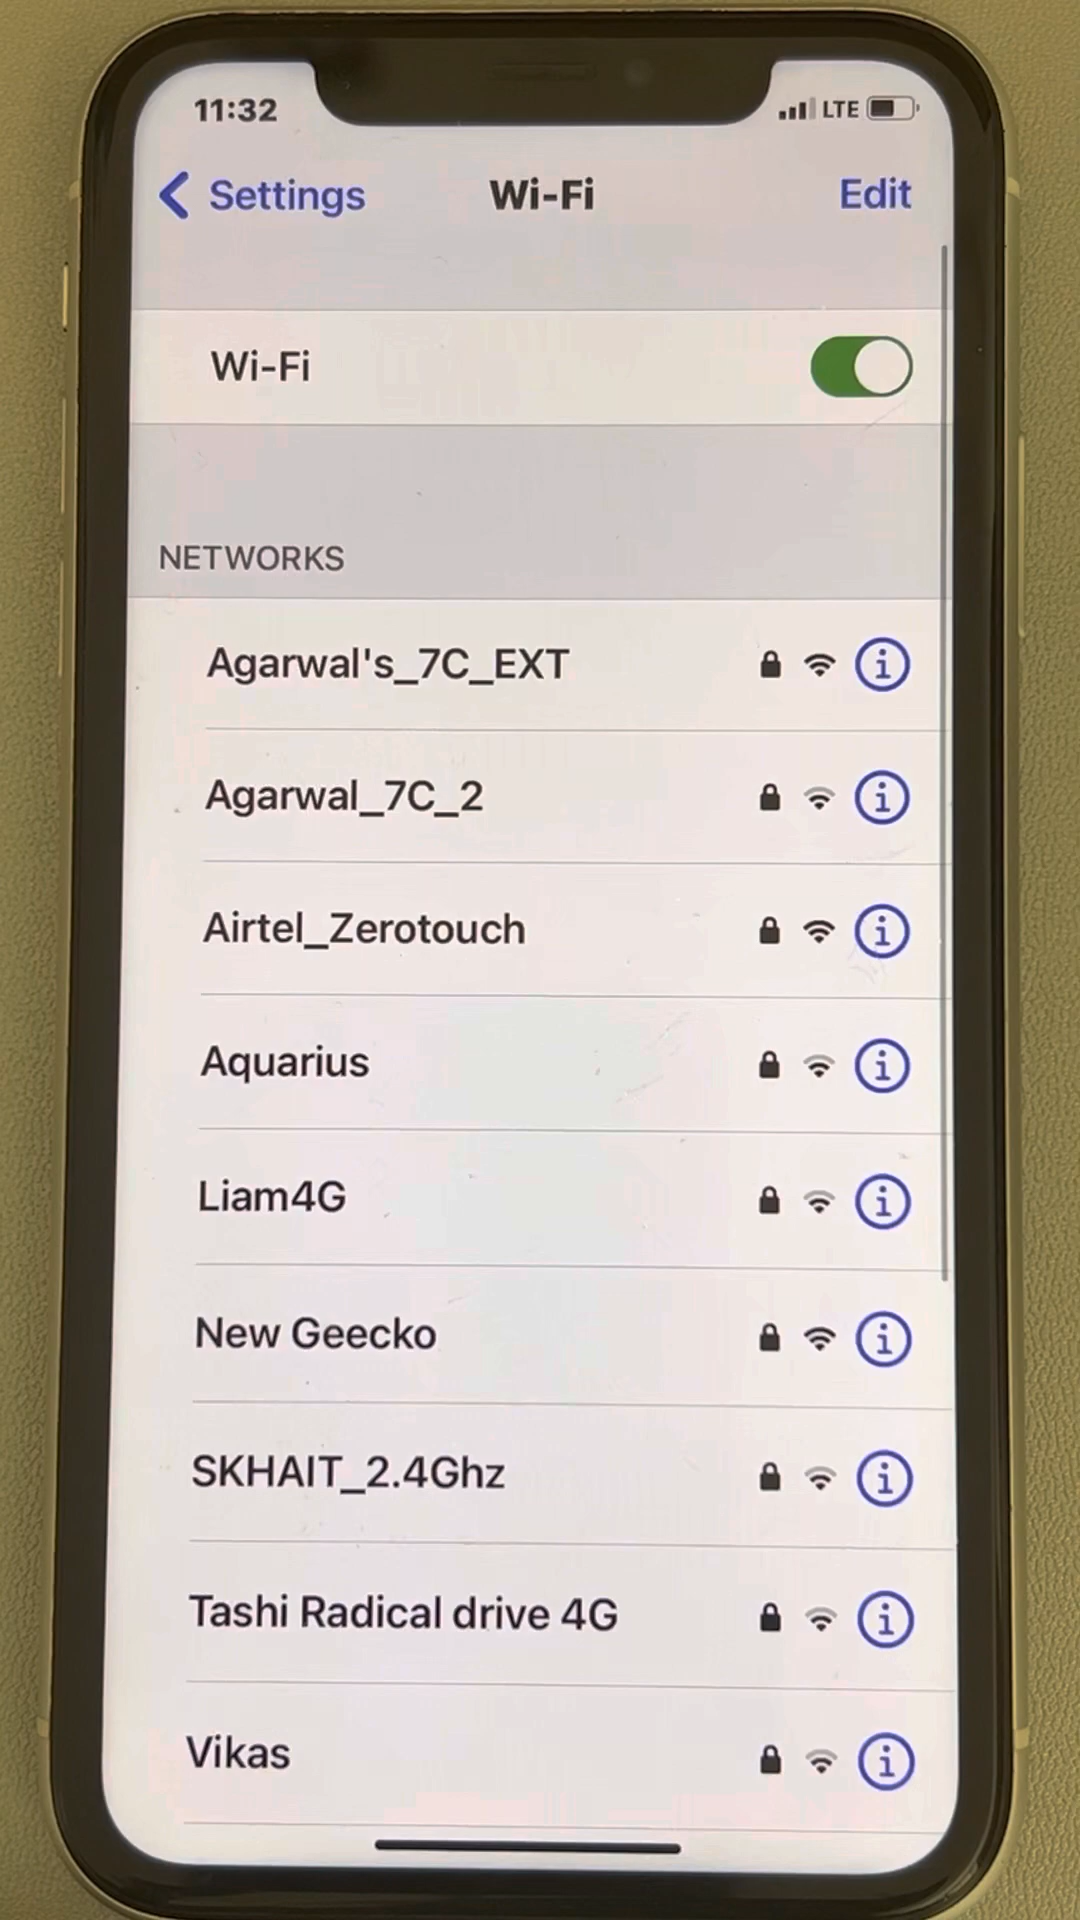 11:32
LTE
Settings
Wi-Fi
Edit
Wi-Fi
NETWORKS
Agarwal's_7C_EXT
Agarwal_7C_2
Airtel_Zerotouch
Aquarius
Liam4G
New Geecko
SKHAIT_2.4Ghz
Tashi Radical drive 4G
Vikas